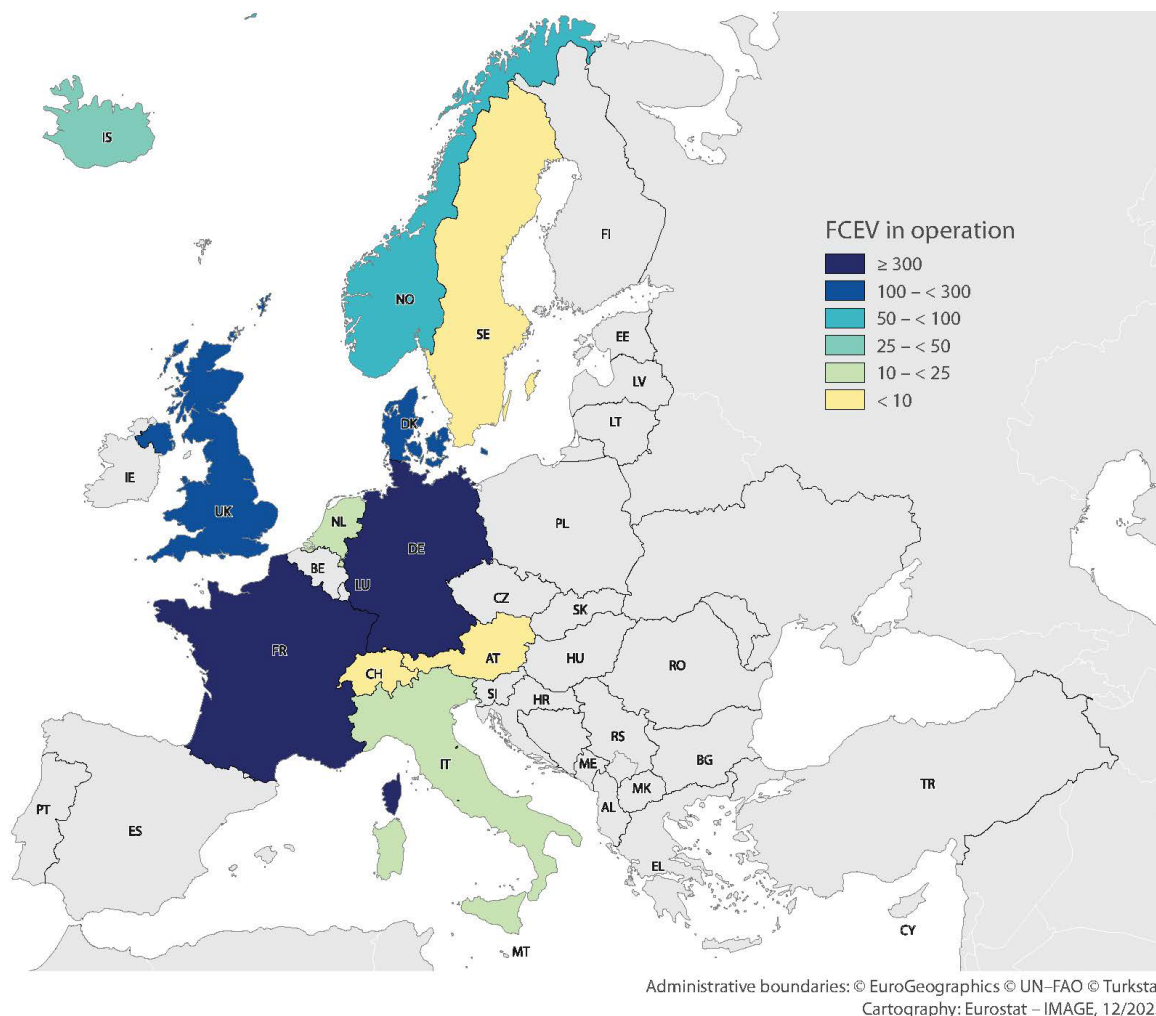 IS
FI
NO
SE
FCEV in operation
≥ 300
100 – < 300
50 – < 100
25 – < 50
10 – < 25
< 10
EE
LV
LT
DK
IE
UK
NL
PL
DE
BE
LU
CZ
SK
FR
AT
HU
RO
CH
SI
HR
RS
ME
BG
IT
MK
TR
PT
AL
ES
EL
CY
MT
Administrative boundaries: © EuroGeographics © UN–FAO © Turksta
Cartography: Eurostat – IMAGE, 12/202